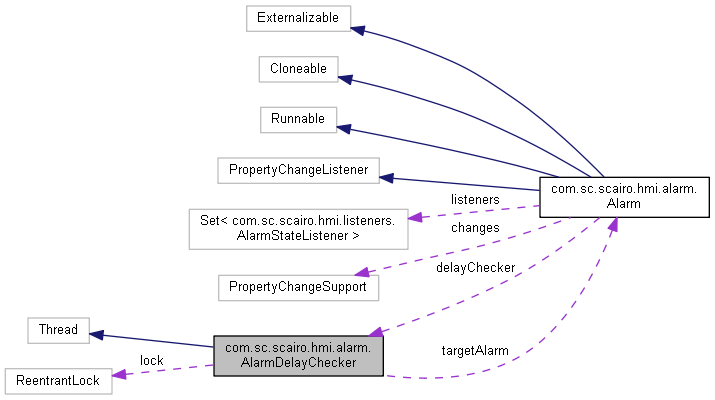 Externalizable
Cloneable
Runnable
PropertyChangeListener
com.sc.scairo.hmi.alarm.
Alarm
listeners
Set< com.sc.scairo.hmi.listeners.
AlarmStateListener >
changes
delayChecker
PropertyChangeSupport
Thread
com.sc.scairo.hmi.alarm.
AlarmDelayChecker
targetAlarm
lock
ReentrantLock